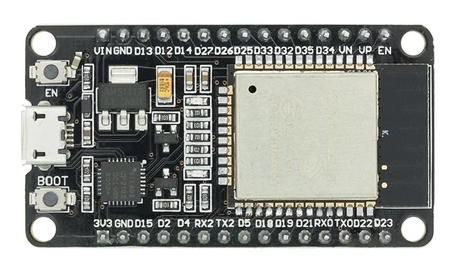 VIN GND D13 D12 D14 D27 D26 D25 D33 D32 D35 D34 VN VP EN
EN
BOOT
3V3 GND D15 D2 D4 RX2 TX2 D5 D18 D19 D21 RX0 TX0 D22 D23